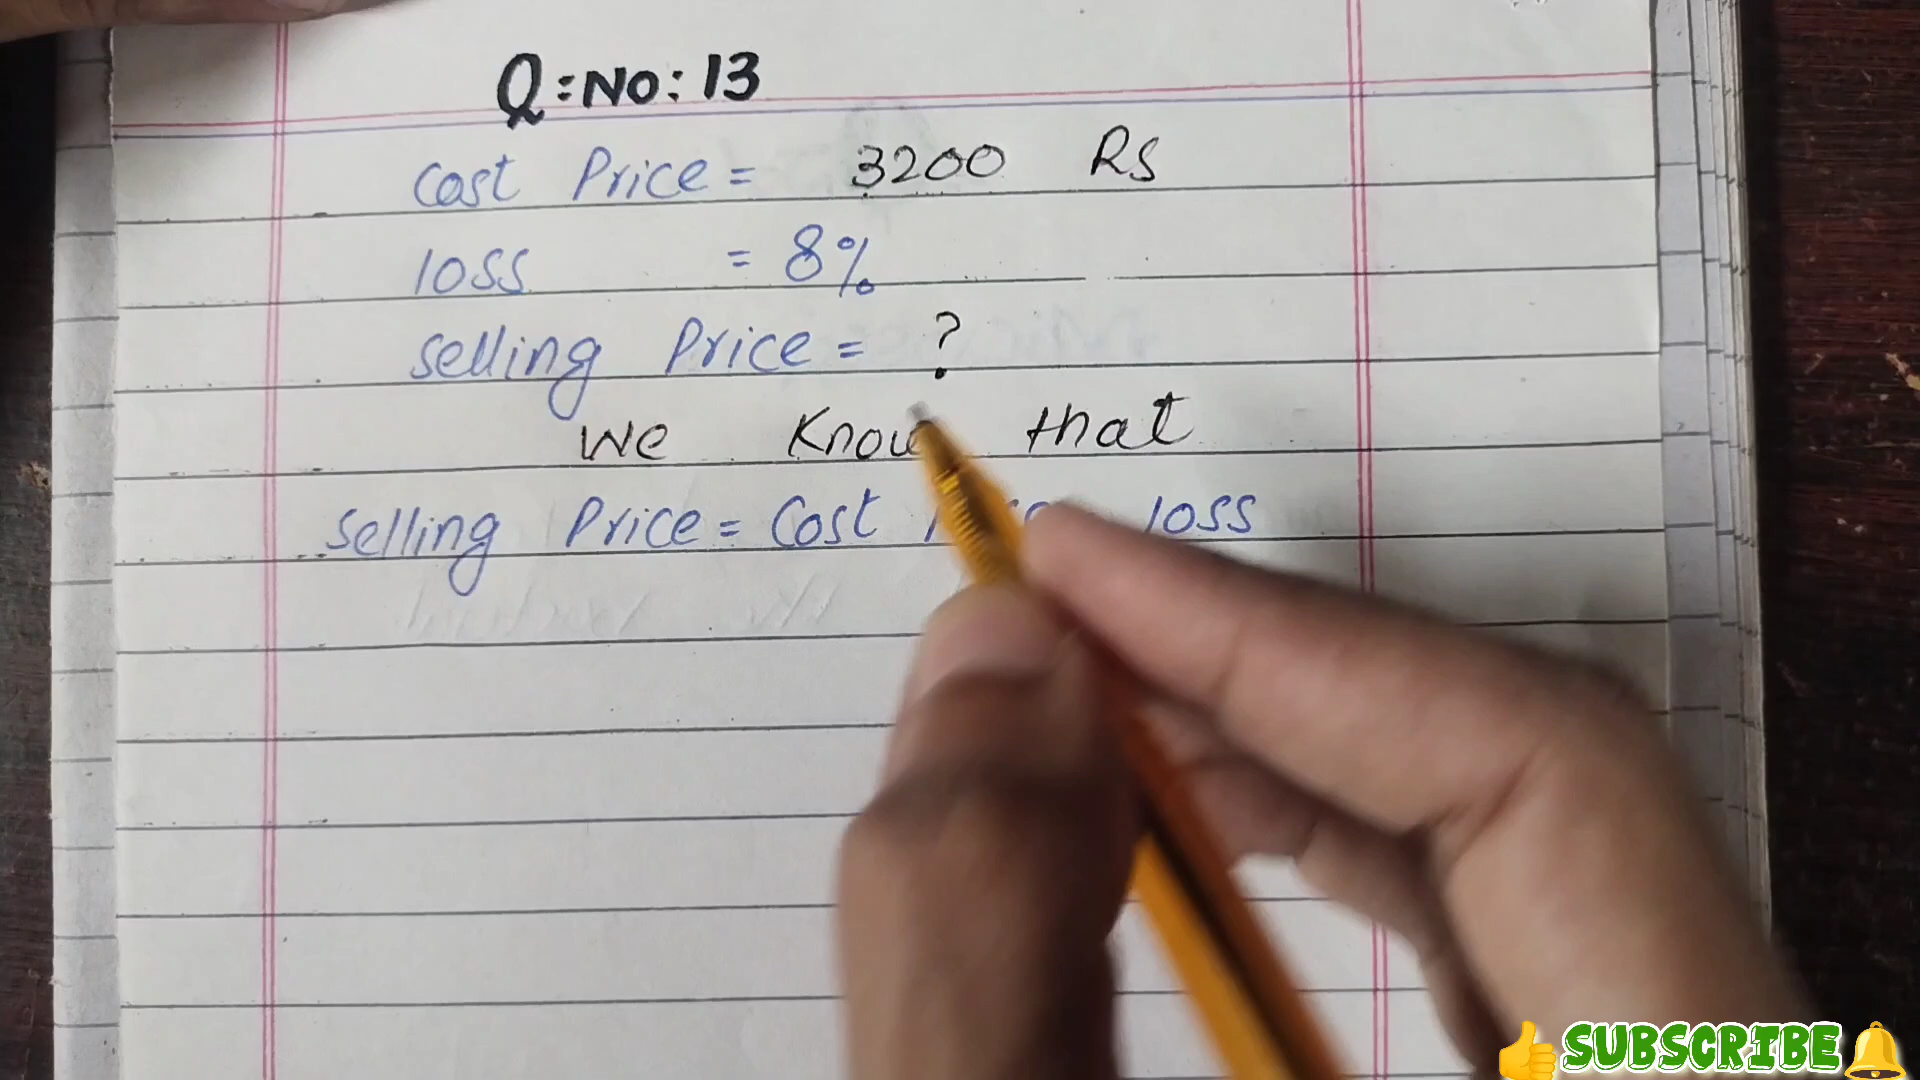 Q:No:13
Cost Price = 3200 Rs
loss = 8%
selling Price = ?
We Know that
selling Price = Cost loss
SUBSCRIBE